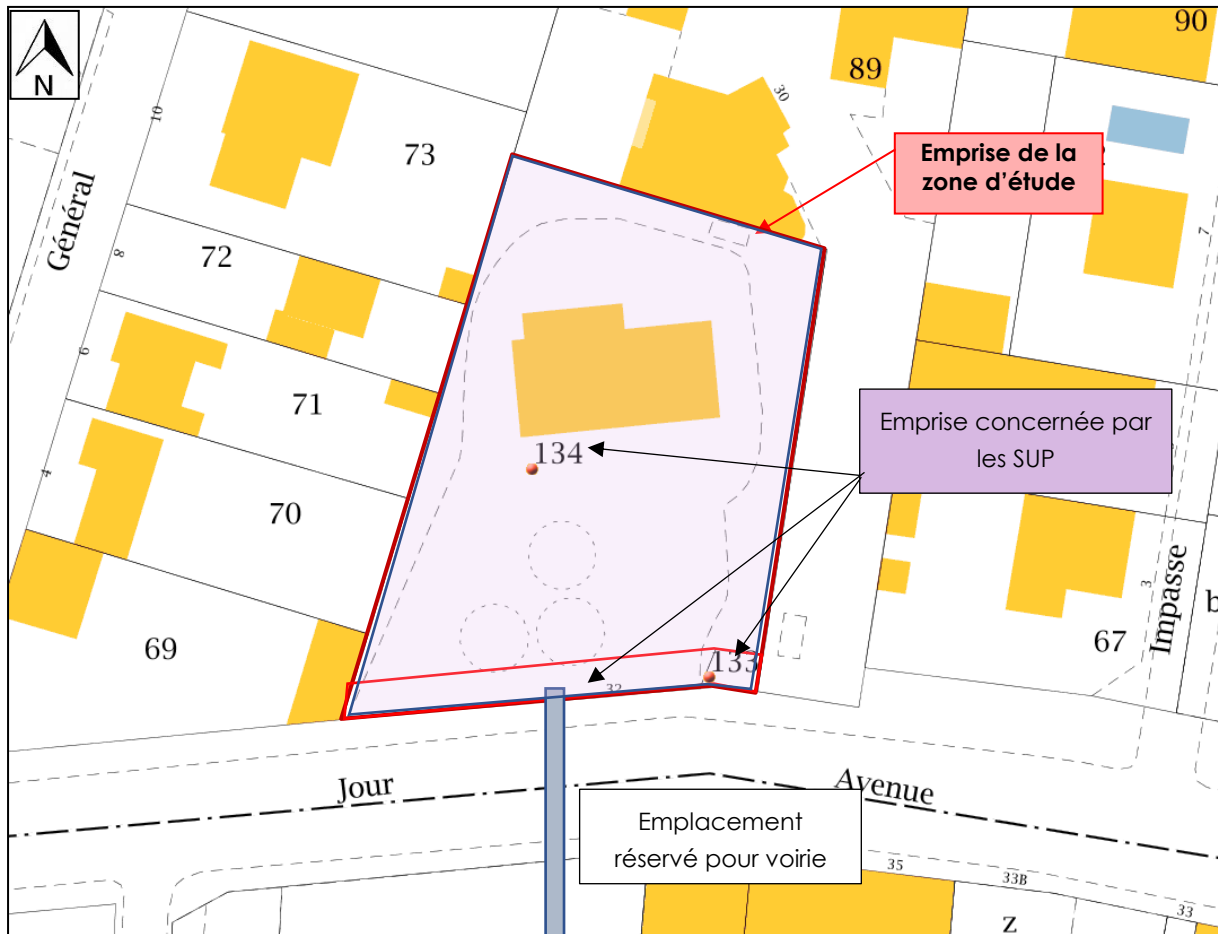 N
90
89
30
10
73
Emprise de la
zone d'étude
Général
7
72
8
6
71
Emprise concernée par
les SUP
134
4
70
3
Impasse
b
69
67
133
32
Jour
Avenue
Emplacement
réservé pour voirie
35
33B
33
z